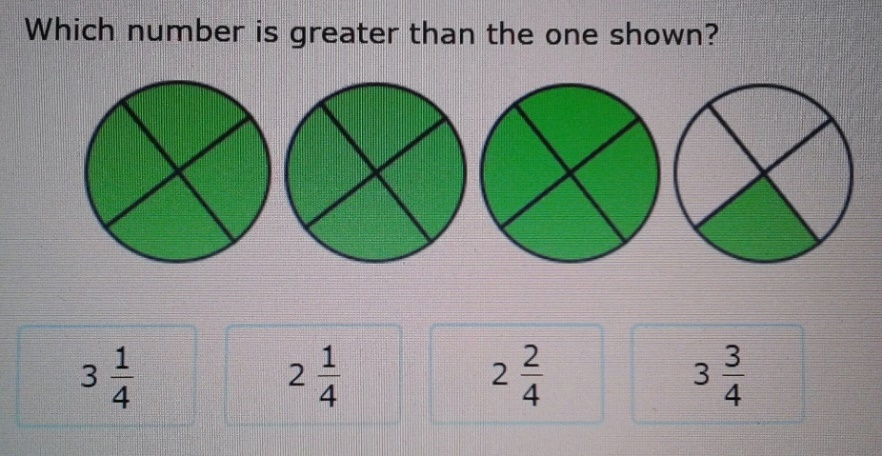 Which number is greater than the one shown?
3 1/4 2 1/4 2 2/4 3 3/4